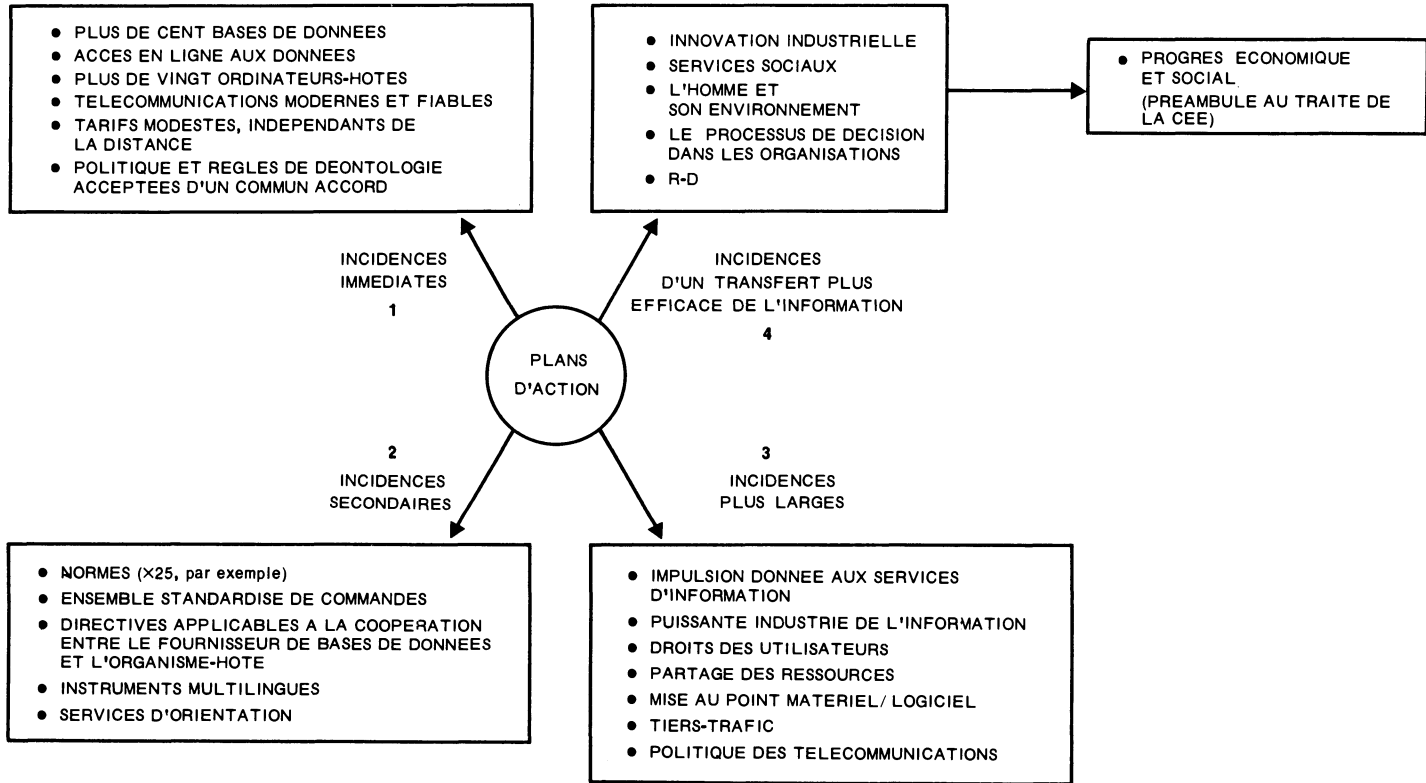 ● PLUS DE CENT BASES DE DONNEES
● ACCES EN LIGNE AUX DONNEES
● PLUS DE VINGT ORDINATEURS-HOTES
● TELECOMMUNICATIONS MODERNES ET FIABLES
● TARIFS MODESTES, INDEPENDANTS DE
LA DISTANCE
● POLITIQUE ET REGLES DE DEONTOLOGIE
ACCEPTEES D'UN COMMUN ACCORD
● INNOVATION INDUSTRIELLE
● SERVICES SOCIAUX
● L'HOMME ET
SON ENVIRONNEMENT
● LE PROCESSUS DE DECISION
DANS LES ORGANISATIONS
● R-D
● PROGRES ECONOMIQUE
ET SOCIAL
(PREAMBULE AU TRAITE DE
LA CEE)
INCIDENCES
IMMEDIATES
1
INCIDENCES
D'UN TRANSFERT PLUS
EFFICACE DE L'INFORMATION
4
PLANS
D'ACTION
2
INCIDENCES
SECONDAIRES
3
INCIDENCES
PLUS LARGES
● NORMES (X25, par exemple)
● ENSEMBLE STANDARDISE DE COMMANDES
● DIRECTIVES APPLICABLES A LA COOPERATION
ENTRE LE FOURNISSEUR DE BASES DE DONNEES
ET L'ORGANISME-HOTE
● INSTRUMENTS MULTILINGUES
● SERVICES D'ORIENTATION
● IMPULSION DONNEE AUX SERVICES
D'INFORMATION
● PUISSANTE INDUSTRIE DE L'INFORMATION
● DROITS DES UTILISATEURS
● PARTAGE DES RESSOURCES
● MISE AU POINT MATERIEL/ LOGICIEL
● TIERS-TRAFIC
● POLITIQUE DES TELECOMMUNICATIONS